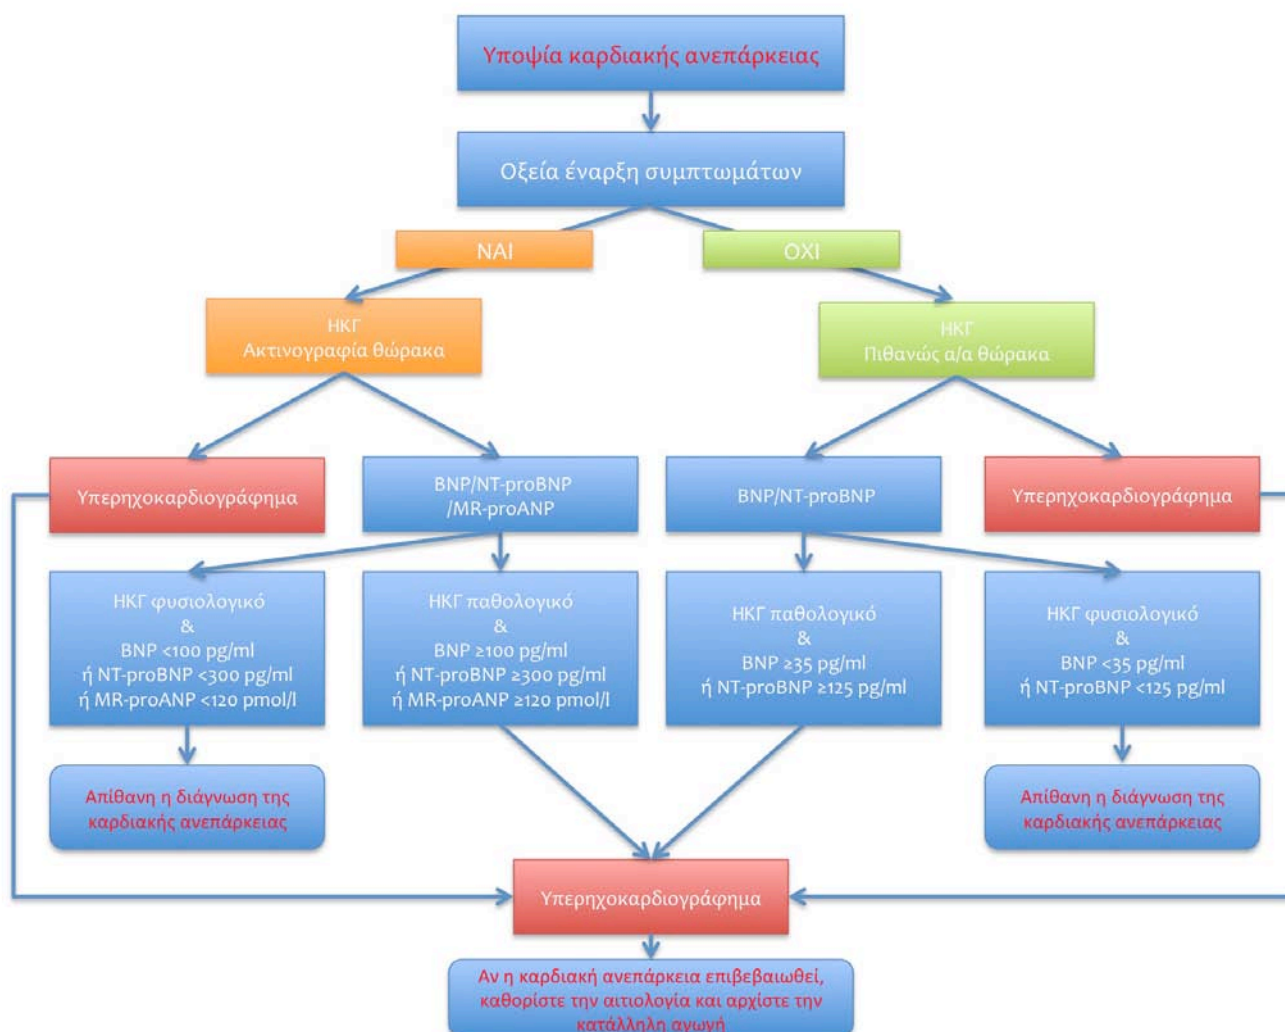 Υποψία καρδιακής ανεπάρκειας
Οξεία έναρξη συμπτωμάτων
ΝΑΙ
ΟΧΙ
ΗΚΓ
Ακτινογραφία θώρακα
ΗΚΓ
Πιθανώς α/α θώρακα
Υπερηχοκαρδιογράφημα
BNP/NT-proBNP
/MR-proANP
BNP/NT-proBNP
Υπερηχοκαρδιογράφημα
ΗΚΓ φυσιολογικό
&
BNP <100 pg/ml
ή NT-proBNP <300 pg/ml
ή MR-proANP <120 pmol/l
ΗΚΓ παθολογικό
&
BNP ≥100 pg/ml
ή NT-proBNP ≥300 pg/ml
ή MR-proANP ≥120 pmol/l
ΗΚΓ παθολογικό
&
BNP ≥35 pg/ml
ή NT-proBNP ≥125 pg/ml
ΗΚΓ φυσιολογικό
&
BNP <35 pg/ml
ή NT-proBNP <125 pg/ml
Απίθανη η διάγνωση της
καρδιακής ανεπάρκειας
Απίθανη η διάγνωση της
καρδιακής ανεπάρκειας
Υπερηχοκαρδιογράφημα
Αν η καρδιακή ανεπάρκεια επιβεβαιωθεί,
καθορίστε την αιτιολογία και αρχίστε την
κατάλληλη αγωγή